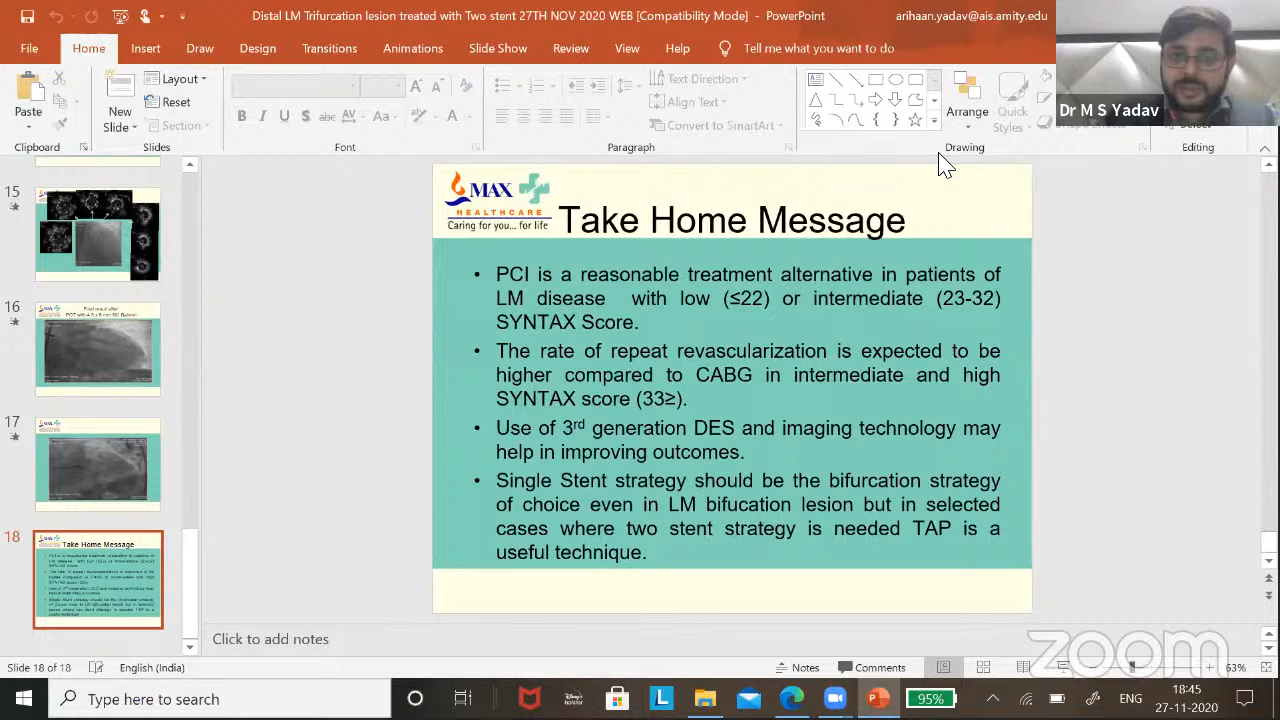 Distal LM Trifurcation lesion treated with Two stent 27TH NOV 2020 WEB [Compatibility Mode] - PowerPoint
arihaan.yadav@ais.amity.edu
File Home Insert Draw Design Transitions Animations Slide Show Review View Help Tell me what you want to do
Paste
New
Slide
Layout
Reset
Section
B I U S abc AV Aa A
Text Direction
Align Text
Convert to SmartArt
Arrange
Quick
Styles
Dr M S Yadav
Slides
Font
Paragraph
Drawing
Editing
15
16
17
18
Take Home Message
MAX
HEALTHCARE
Caring for you... for life
Take Home Message
• PCI is a reasonable treatment alternative in patients of
LM disease with low (≤22) or intermediate (23-32)
SYNTAX Score.
• The rate of repeat revascularization is expected to be
higher compared to CABG in intermediate and high
SYNTAX score (33≥).
• Use of 3rd generation DES and imaging technology may
help in improving outcomes.
• Single Stent strategy should be the bifurcation strategy
of choice even in LM bifucation lesion but in selected
cases where two stent strategy is needed TAP is a
useful technique.
Click to add notes
zoom
Slide 18 of 18 English (India) Notes Comments 63%
Type here to search
95%
ENG
18:45
27-11-2020